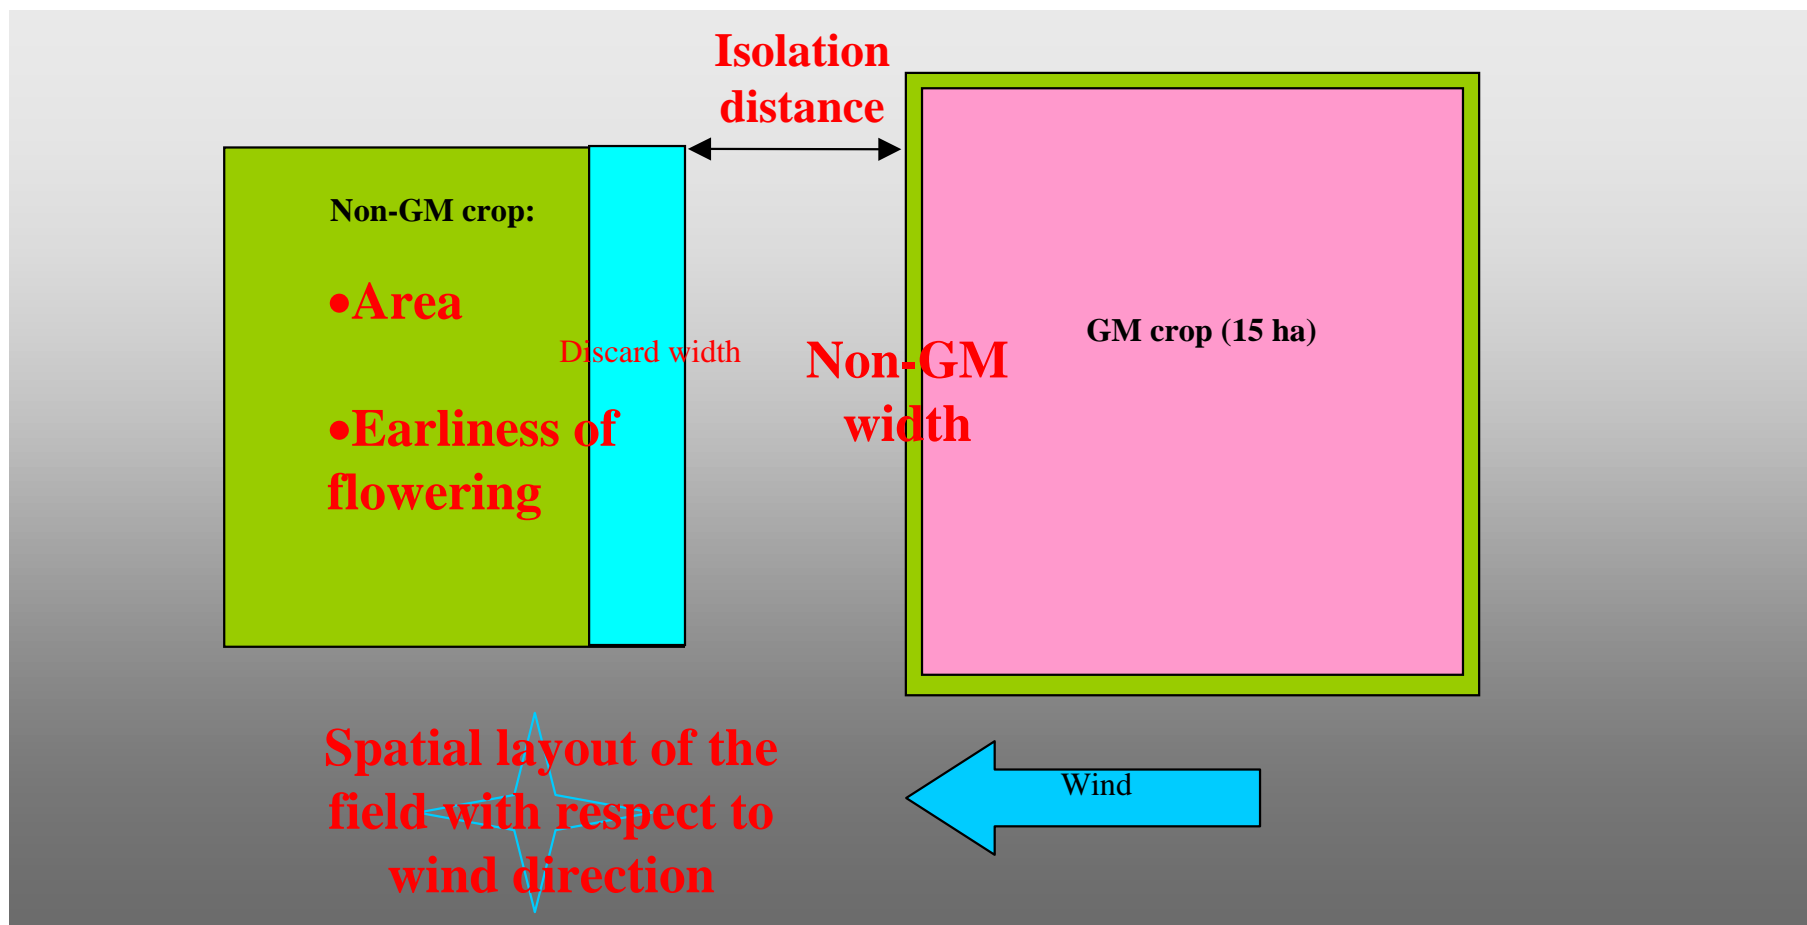 Isolation
distance
Non-GM crop:
•Area
Discard width
•Earliness of
flowering
Non-GM
width
GM crop (15 ha)
Spatial layout of the
field with respect to
wind direction
Wind